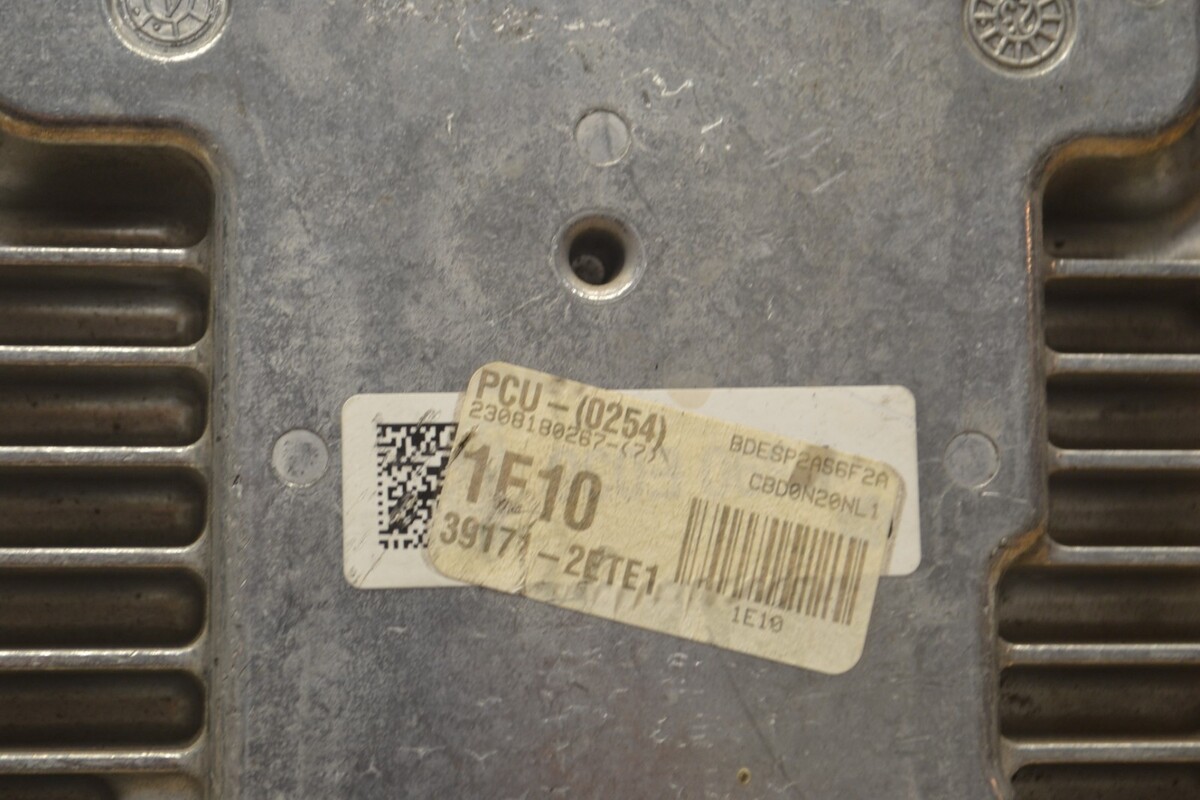 PCU-(0254)
2308180267-(7)
BDESP2AS6F2A
CBD0N20NL1
1E10
39171-2ETE1
1E10